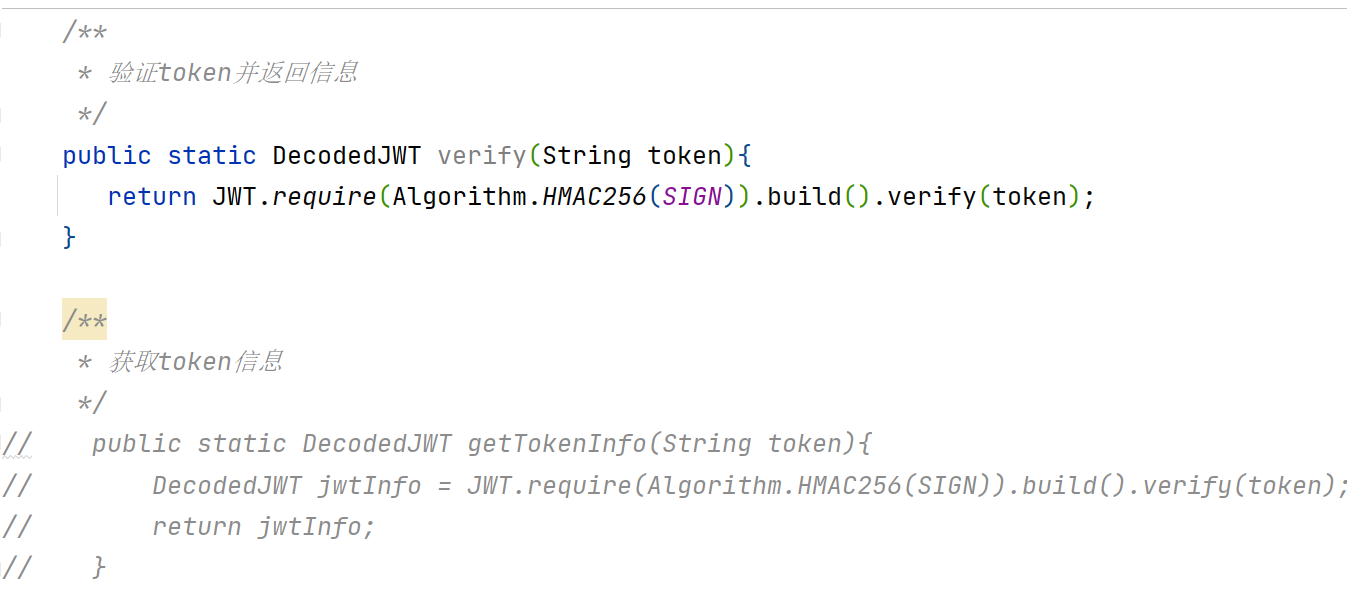 /**
 * 验证token并返回信息
 */
public static DecodedJWT verify(String token){
   return JWT.require(Algorithm.HMAC256(SIGN)).build().verify(token);
}
/**
 * 获取token信息
 */
//    public static DecodedJWT getTokenInfo(String token){
//        DecodedJWT jwtInfo = JWT.require(Algorithm.HMAC256(SIGN)).build().verify(token);
//        return jwtInfo;
//    }